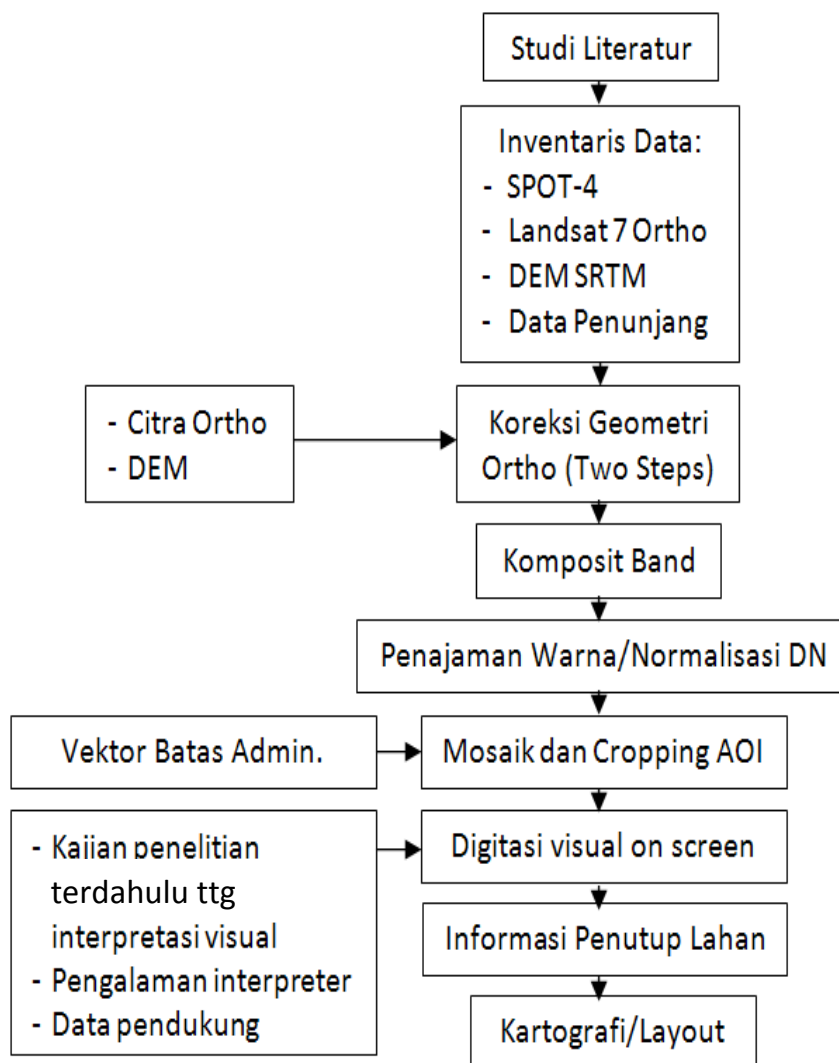 Studi Literatur
Inventaris Data:
- SPOT-4
- Landsat 7 Ortho
- DEM SRTM
- Data Penunjang
- Citra Ortho
- DEM
Koreksi Geometri
Ortho (Two Steps)
Komposit Band
Penajaman Warna/Normalisasi DN
Vektor Batas Admin.
Mosaik dan Cropping AOI
- Kajian penelitian
terdahulu ttg
interpretasi visual
- Pengalaman interpreter
- Data pendukung
Digitasi visual on screen
Informasi Penutup Lahan
Kartografi/Layout